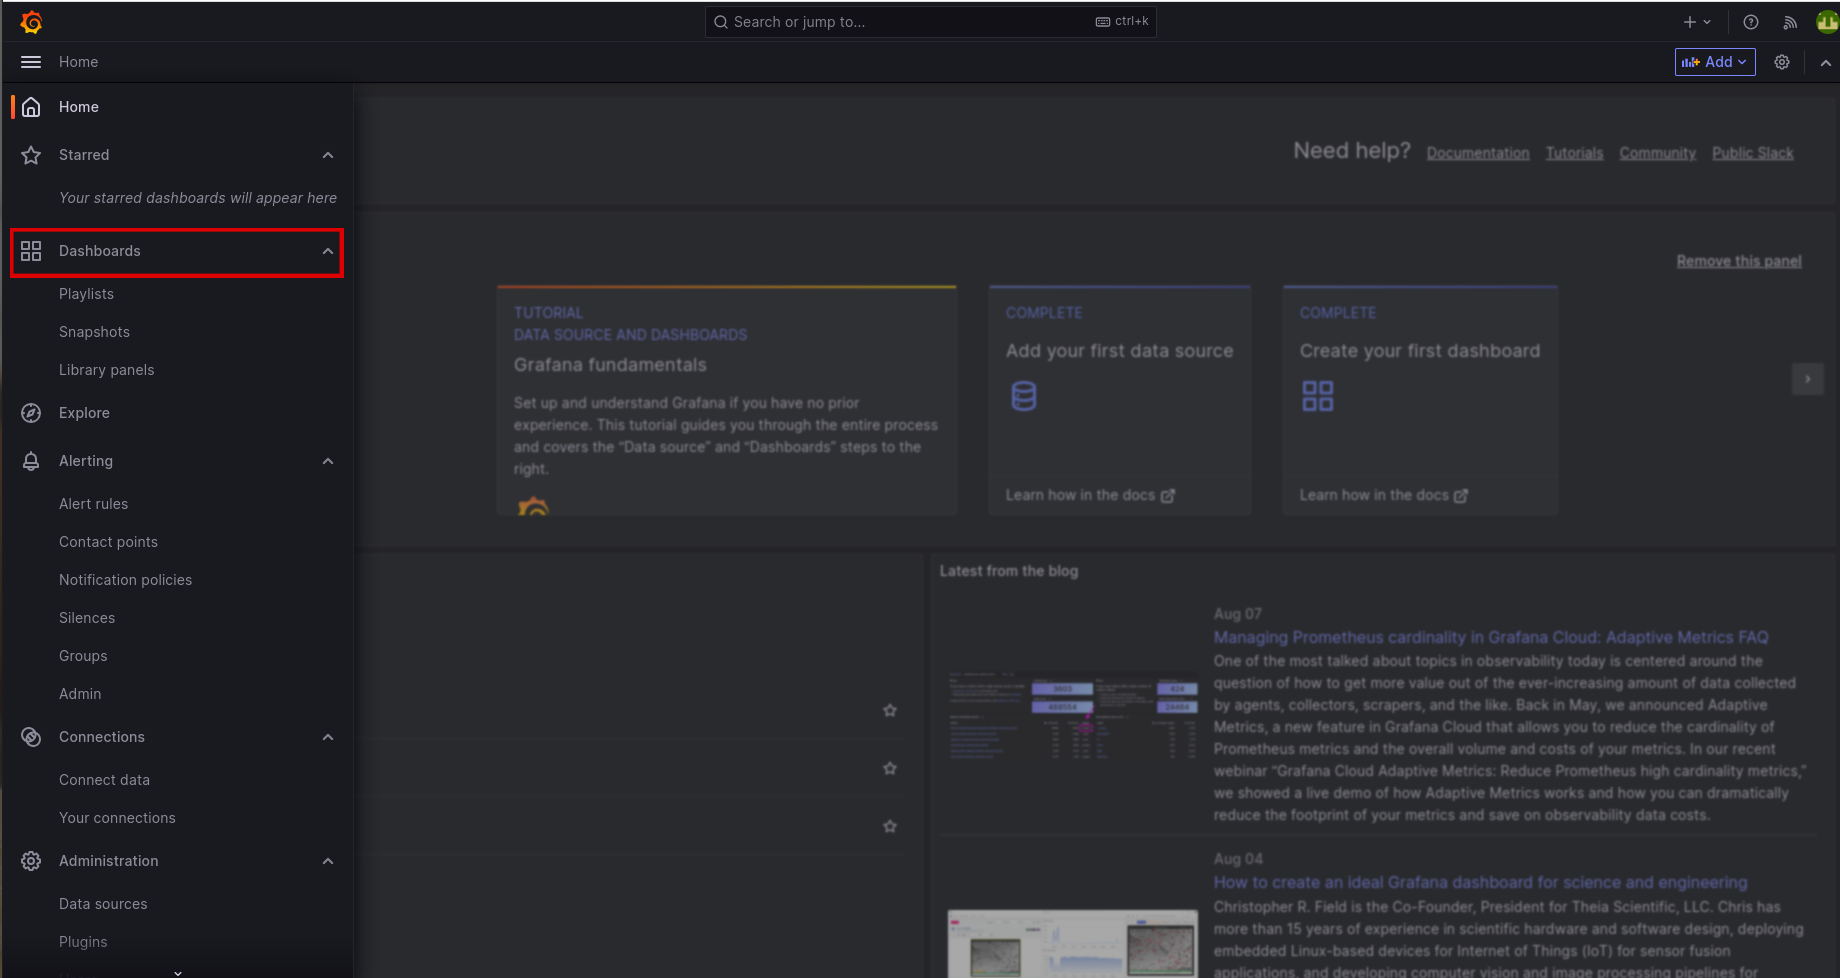 Search or jump to...
ctrl+k
Home
Add
Home
Starred
Your starred dashboards will appear here
Dashboards
Playlists
Snapshots
Library panels
Explore
Alerting
Alert rules
Contact points
Notification policies
Silences
Groups
Admin
Connections
Connect data
Your connections
Administration
Data sources
Plugins
Need help?
Documentation
Tutorials
Community
Public Slack
Remove this panel
TUTORIAL
DATA SOURCE AND DASHBOARDS
Grafana fundamentals
Set up and understand Grafana if you have no prior
experience. This tutorial guides you through the entire process
and covers the “Data source” and “Dashboards” steps to the
right.
COMPLETE
Add your first data source
Learn how in the docs
COMPLETE
Create your first dashboard
Learn how in the docs
Latest from the blog
Aug 07
Managing Prometheus cardinality in Grafana Cloud: Adaptive Metrics FAQ
One of the most talked about topics in observability today is centered around the
question of how to get more value out of the ever-increasing amount of data collected
by agents, collectors, scrapers, and the like. Back in May, we announced Adaptive
Metrics, a new feature in Grafana Cloud that allows you to reduce the cardinality of
Prometheus metrics and the overall volume and costs of your metrics. In our recent
webinar “Grafana Cloud Adaptive Metrics: Reduce Prometheus high cardinality metrics,”
we showed a live demo of how Adaptive Metrics works and how you can dramatically
reduce the footprint of your metrics and save on observability data costs.
Aug 04
How to create an ideal Grafana dashboard for science and engineering
Christopher R. Field is the Co-Founder, President for Theia Scientific, LLC. Chris has
more than 15 years of experience in scientific hardware and software design, deploying
embedded Linux-based devices for Internet of Things (IoT) for sensor fusion
applications, and developing computer vision and image processing pipelines for